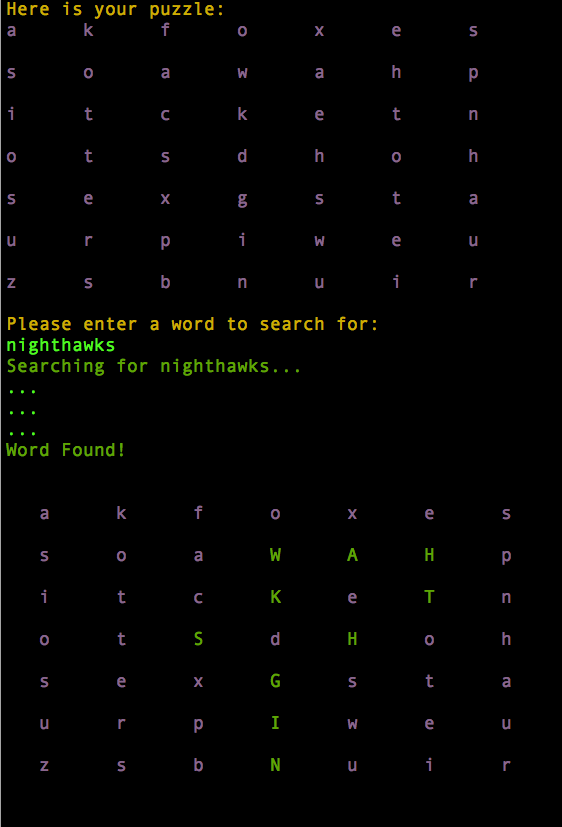 Here is your puzzle:
a k f o x e s
s o a w a h p
i t c k e t n
o t s d h o h
s e x g s t a
u r p i w e u
z s b n u i r
Please enter a word to search for:
nighthawks
Searching for nighthawks...
...
...
...
Word Found!
a k f o x e s
s o a W A H p
i t c K e T n
o t S d H o h
s e x G s t a
u r p I w e u
z s b N u i r